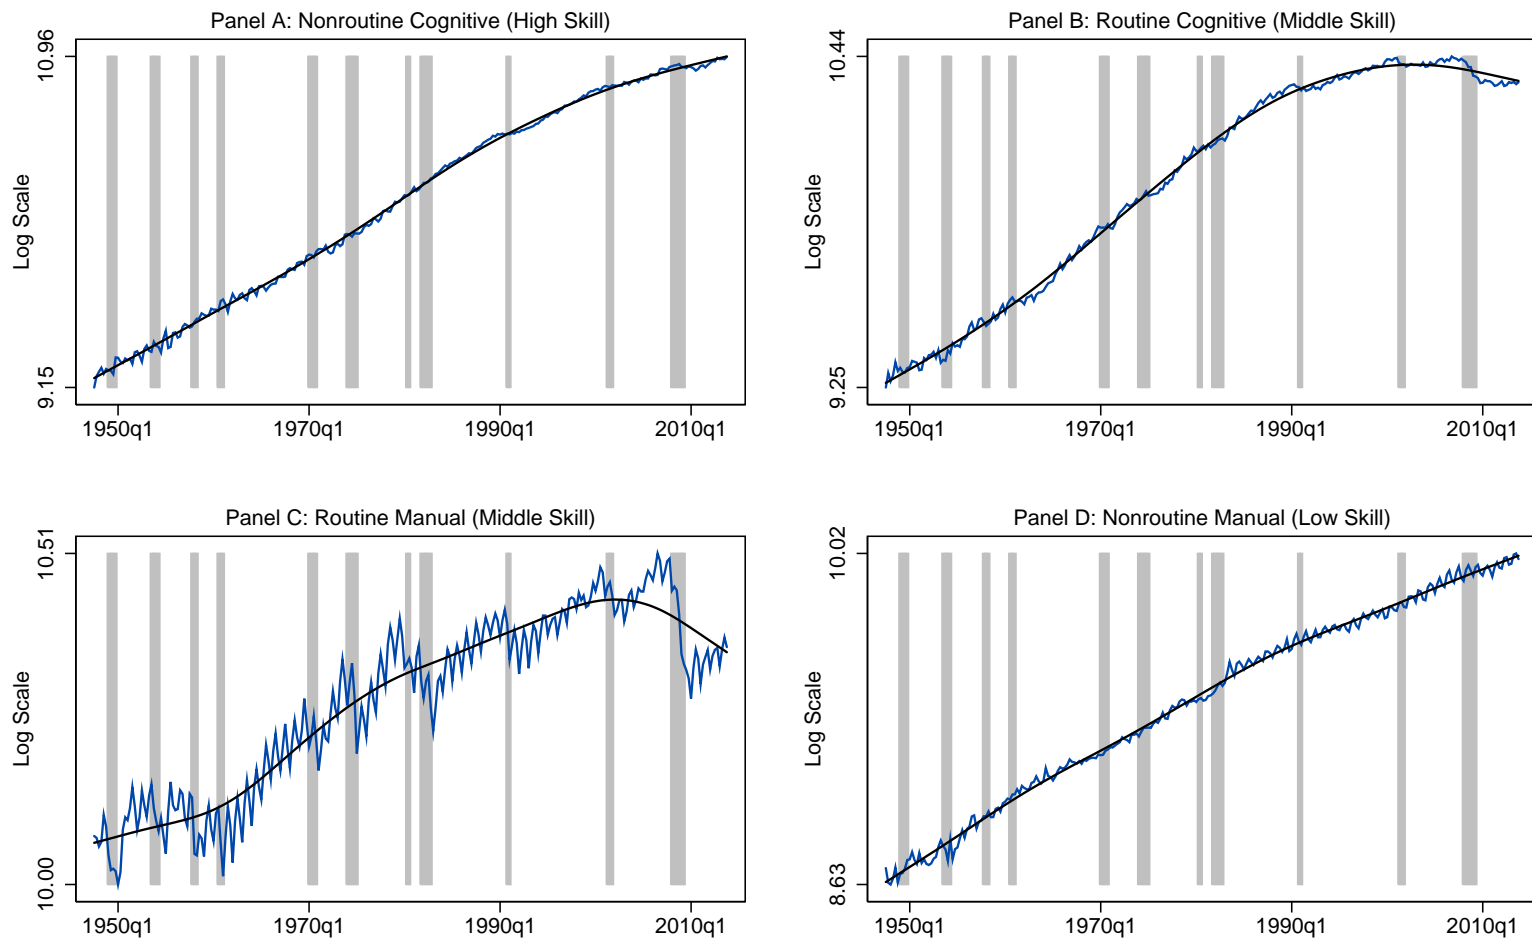 Panel A: Nonroutine Cognitive (High Skill)
10.96
Log Scale
9.15
1950q1 1970q1 1990q1 2010q1
Panel B: Routine Cognitive (Middle Skill)
10.44
Log Scale
9.25
1950q1 1970q1 1990q1 2010q1
Panel C: Routine Manual (Middle Skill)
10.51
Log Scale
10.00
1950q1 1970q1 1990q1 2010q1
Panel D: Nonroutine Manual (Low Skill)
10.02
Log Scale
8.63
1950q1 1970q1 1990q1 2010q1